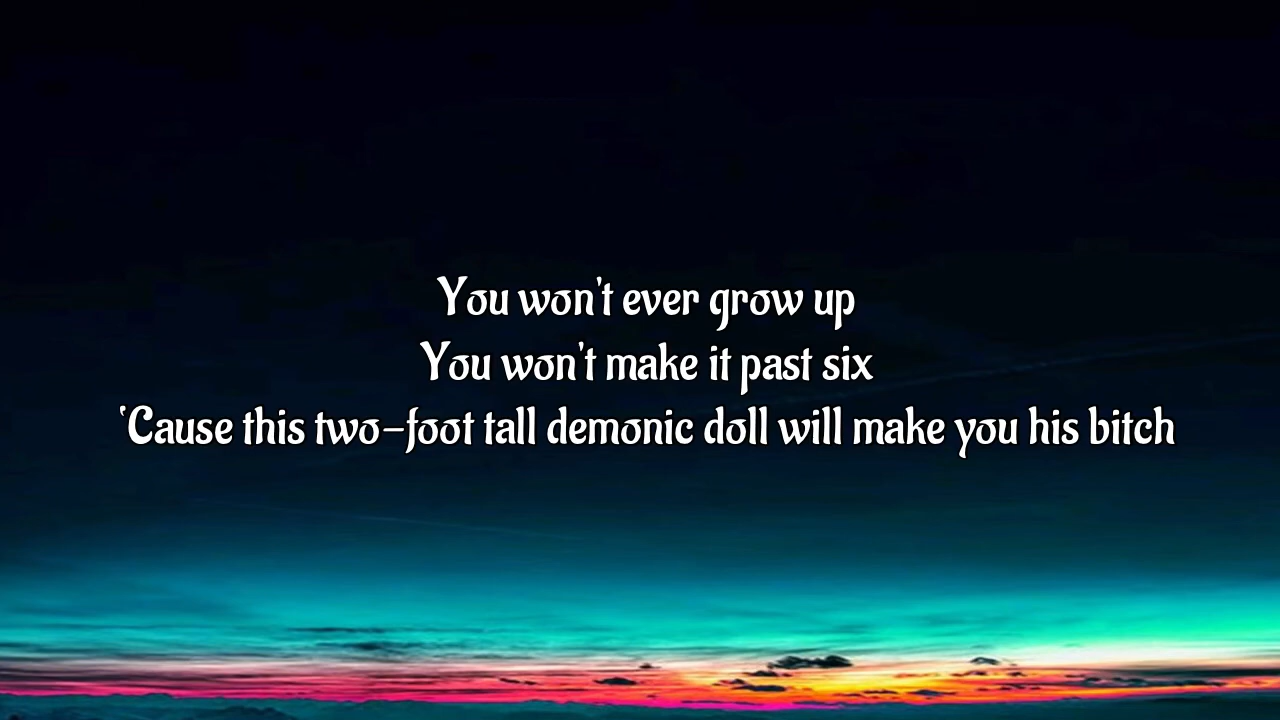 You won't ever grow up
You won't make it past six
'Cause this two-foot tall demonic doll will make you his bitch